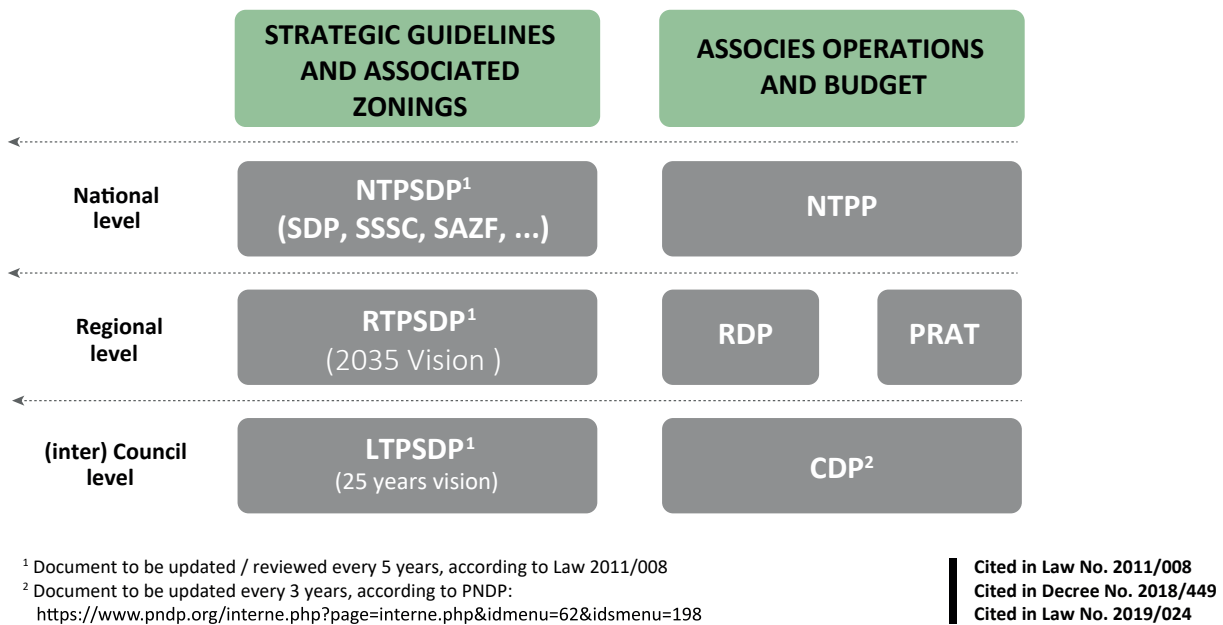 STRATEGIC GUIDELINES
AND ASSOCIATED
ZONINGS
ASSOCIES OPERATIONS
AND BUDGET
National
level
NTPSDP¹
(SDP, SSSC, SAZF, ...)
NTPP
Regional
level
RTPSDP¹
(2035 Vision )
RDP
PRAT
(inter) Council
level
LTPSDP¹
(25 years vision)
CDP²
¹ Document to be updated / reviewed every 5 years, according to Law 2011/008
² Document to be updated every 3 years, according to PNDP:
https://www.pndp.org/interne.php?page=interne.php&idmenu=62&idsmenu=198
Cited in Law No. 2011/008
Cited in Decree No. 2018/449
Cited in Law No. 2019/024